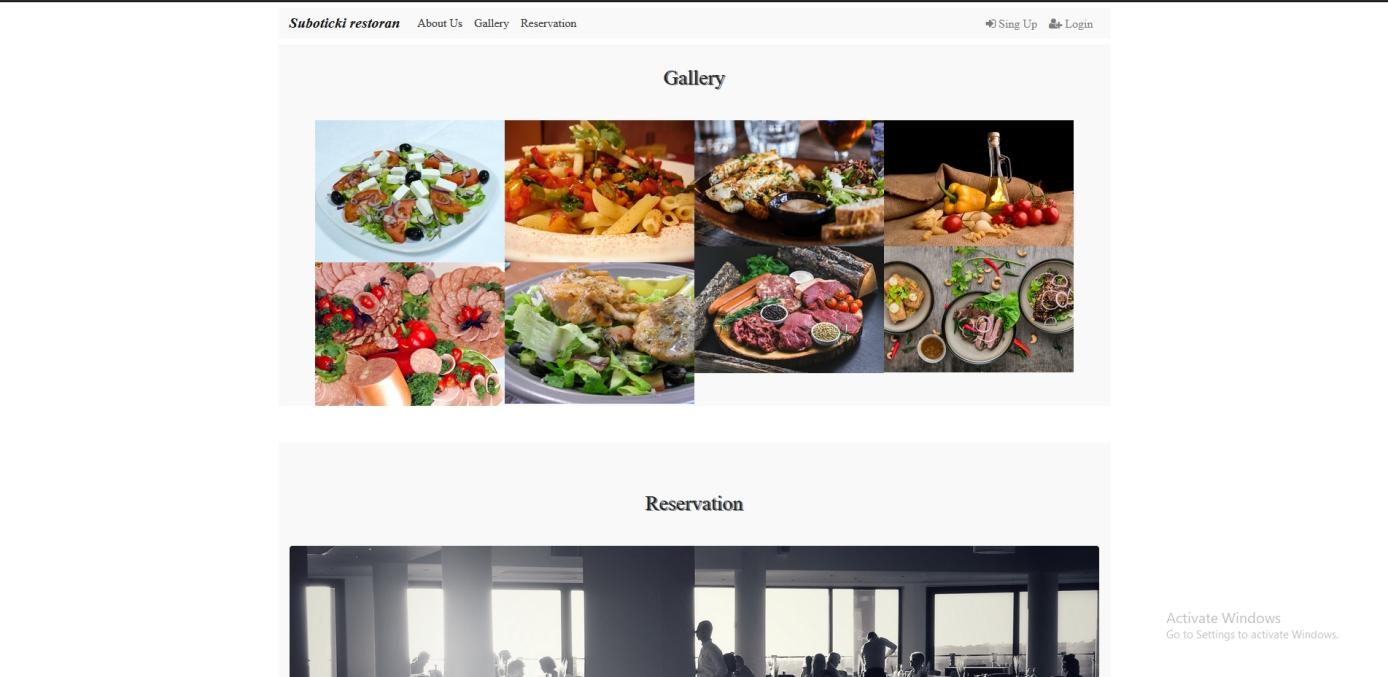 Suboticki restoran About Us Gallery Reservation Sing Up Login
Gallery
Reservation
Activate Windows
Go to Settings to activate Windows.